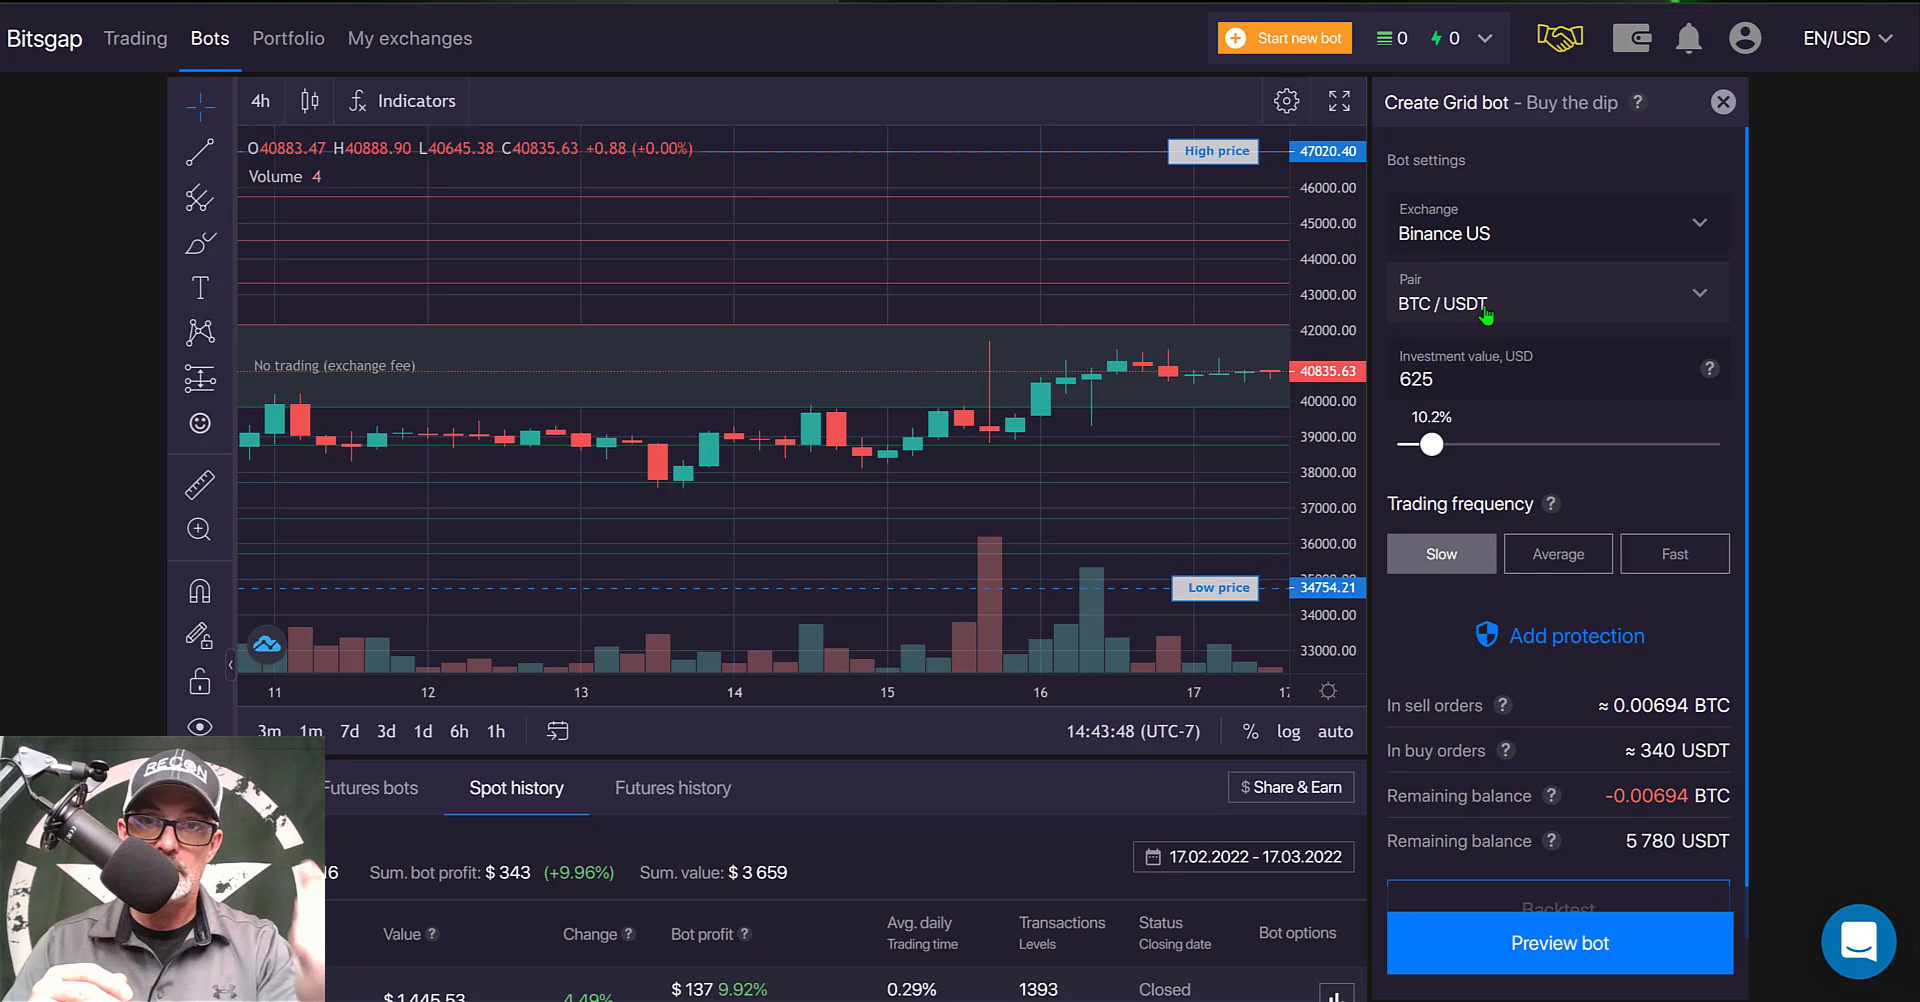 Bitsgap Trading Bots Portfolio My exchanges Start new bot 0 0 EN/USD
4h Indicators
Create Grid bot - Buy the dip ?
O40883.47 H40888.90 L40645.38 C40835.63 +0.88 (+0.00%)
Volume 4
High price 47020.40
46000.00
45000.00
44000.00
43000.00
42000.00
No trading (exchange fee)
40835.63
40000.00
39000.00
38000.00
37000.00
36000.00
Low price 34754.21
34000.00
33000.00
11 12 13 14 15 16 17
3m 1m 7d 3d 1d 6h 1h 14:43:48 (UTC-7) % log auto
Bot settings
Exchange
Binance US
Pair
BTC / USDT
Investment value, USD
625 ?
10.2%
Trading frequency ?
Slow Average Fast
Add protection
In sell orders ? ≈ 0.00694 BTC
In buy orders ? ≈ 340 USDT
Remaining balance ? -0.00694 BTC
Remaining balance ? 5 780 USDT
Backtest
Preview bot
Futures bots Spot history Futures history $ Share & Earn
17.02.2022 - 17.03.2022
Sum. bot profit: $ 343 (+9.96%) Sum. value: $ 3 659
Value ? Change ? Bot profit ? Avg. daily Transactions Status Bot options
Trading time Levels Closing date
$ 1,445.53 4.49% $ 137 9.92% 0.29% 1393 Closed
RECON